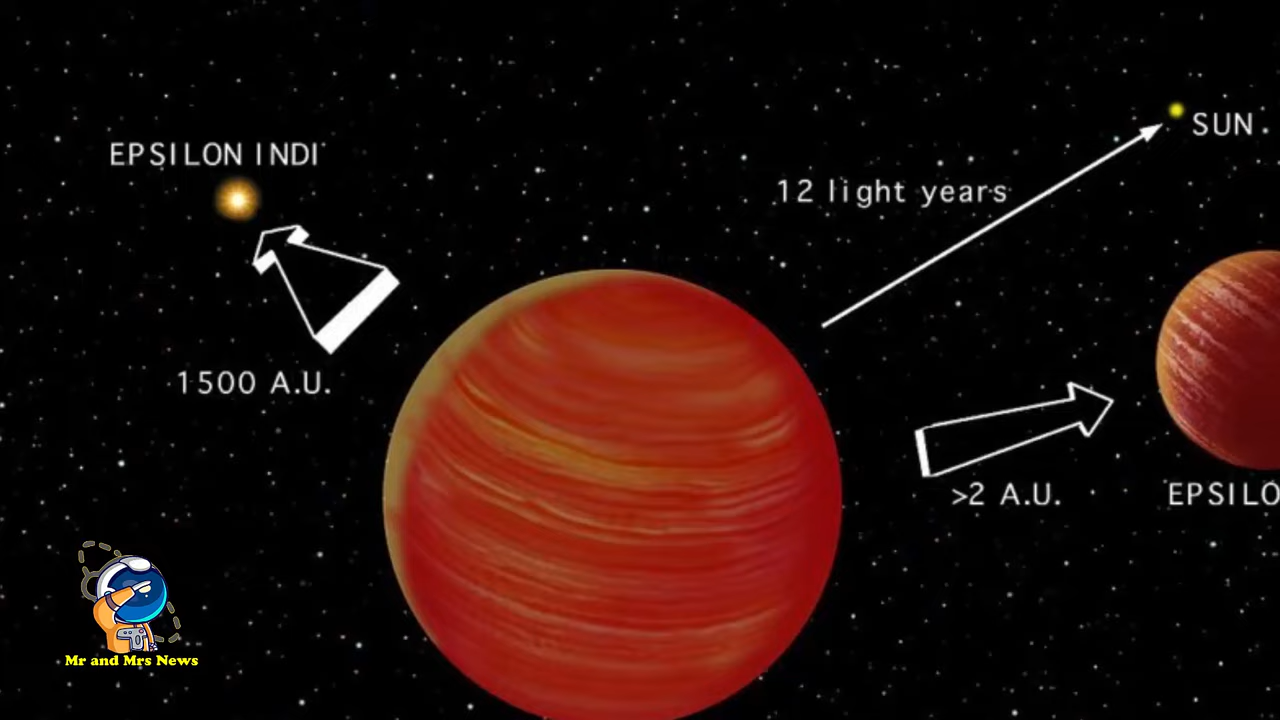 EPSILON INDI
SUN
12 light years
1500 A.U.
>2 A.U.
EPSILO
Mr and Mrs News